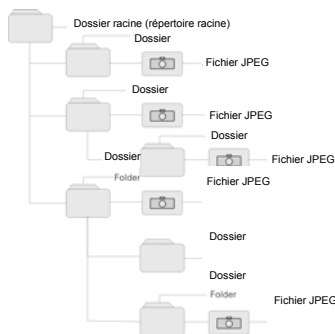 Dossier racine (répertoire racine)
Dossier
Fichier JPEG
Dossier
Fichier JPEG
Dossier
Dossier
Fichier JPEG
Folder
Fichier JPEG
Dossier
Dossier
Folder
Fichier JPEG